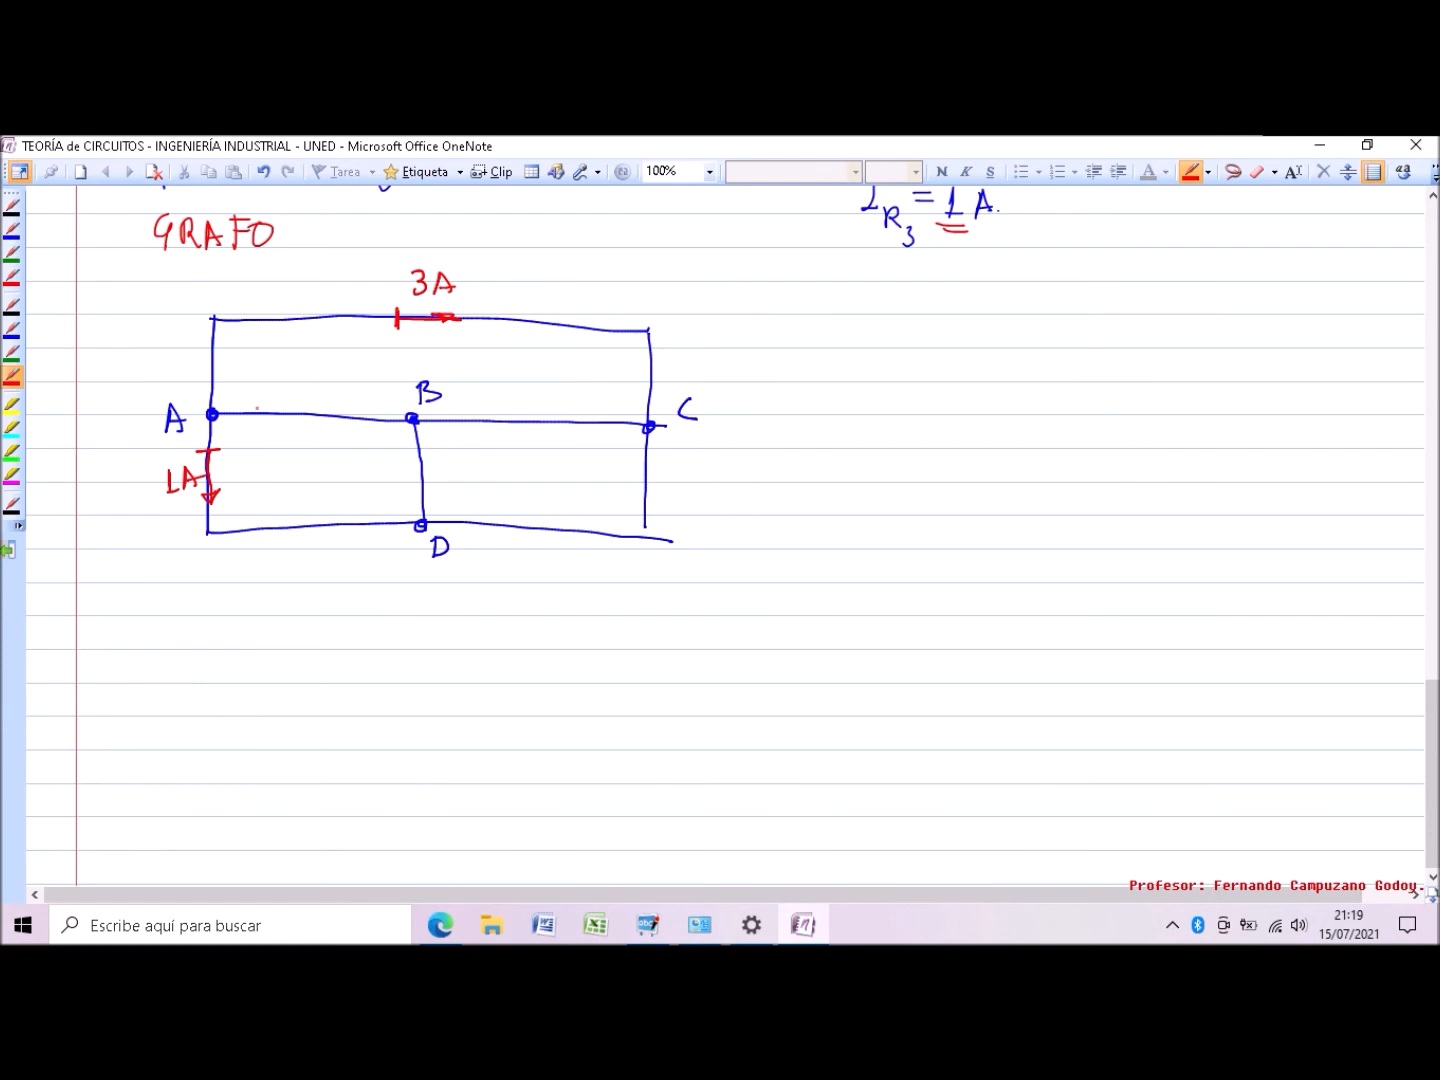 TEORÍA de CIRCUITOS - INGENIERÍA INDUSTRIAL - UNED - Microsoft Office OneNote
Tarea Etiqueta Clip 100% N K S
I R3 = 1 A.
GRAFO
3A
B
A
C
1A
D
Profesor: Fernando Campuzano Godoy.
Escribe aquí para buscar
21:19
15/07/2021